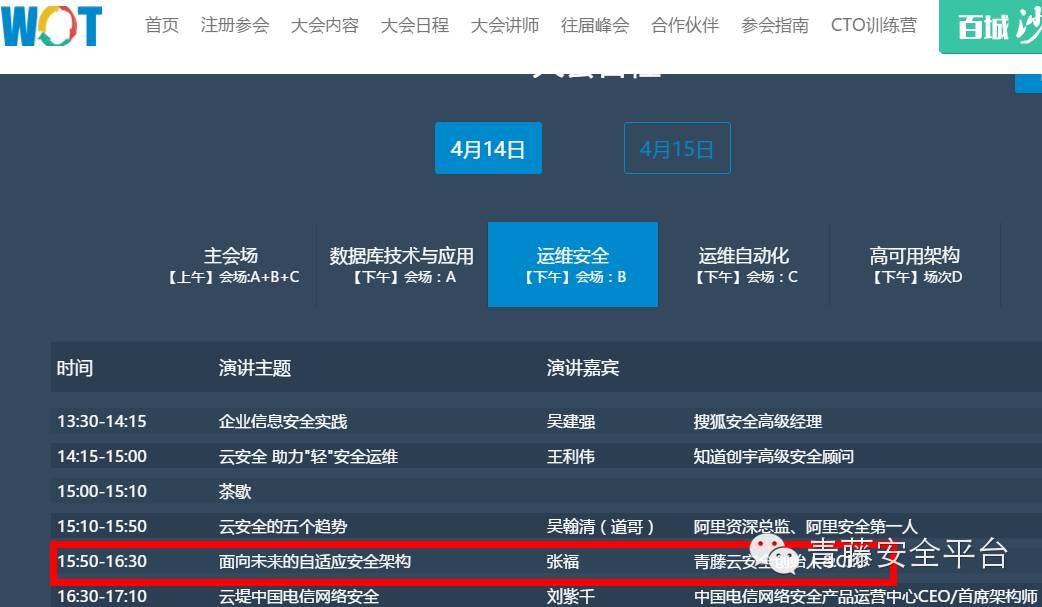 WOT 首页 注册参会 大会内容 大会日程 大会讲师 往届峰会 合作伙伴 参会指南 CTO训练营 百城沙
大会日程
4月14日 4月15日
主会场 数据库技术与应用 运维安全 运维自动化 高可用架构
【上午】会场:A+B+C 【下午】会场：A 【下午】会场：B 【下午】会场：C 【下午】场次D
时间 演讲主题 演讲嘉宾
13:30-14:15 企业信息安全实践 吴建强 搜狐安全高级经理
14:15-15:00 云安全 助力"轻"安全运维 王利伟 知道创宇高级安全顾问
15:00-15:10 茶歇
15:10-15:50 云安全的五个趋势 吴翰清（道哥） 阿里资深总监、阿里安全第一人
15:50-16:30 面向未来的自适应安全架构 张福 青藤云安全创始人&CEO
青藤安全平台
16:30-17:10 云堤中国电信网络安全 刘紫千 中国电信网络安全产品运营中心CEO/首席架构师